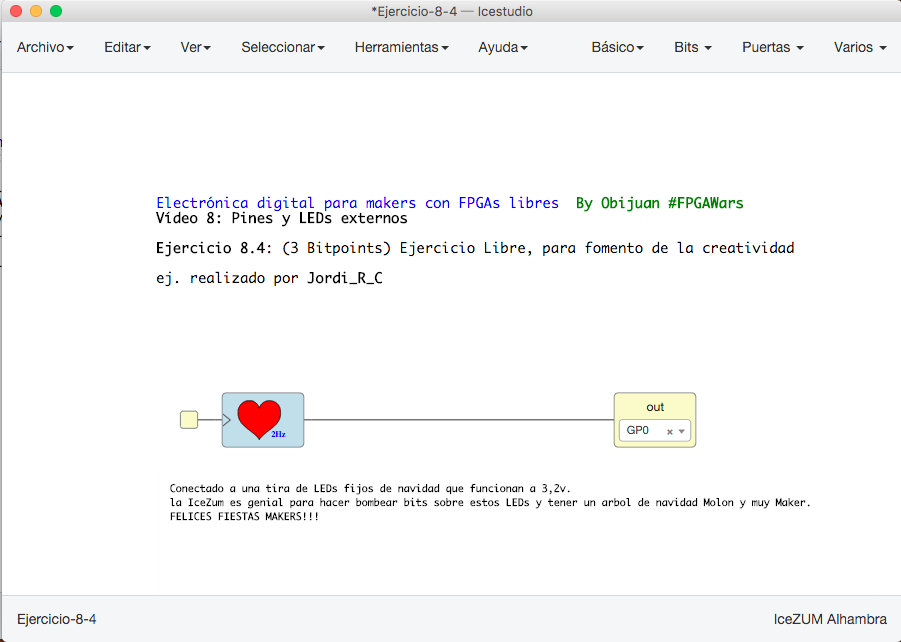 *Ejercicio-8-4 — Icestudio
Archivo Editar Ver Seleccionar Herramientas Ayuda Básico Bits Puertas Varios
Electrónica digital para makers con FPGAs libres By Obijuan #FPGAWars
Vídeo 8: Pines y LEDs externos
Ejercicio 8.4: (3 Bitpoints) Ejercicio Libre, para fomento de la creatividad
ej. realizado por Jordi_R_C
2Hz
out
GP0
Conectado a una tira de LEDs fijos de navidad que funcionan a 3,2v.
la IceZum es genial para hacer bombear bits sobre estos LEDs y tener un arbol de navidad Molon y muy Maker.
FELICES FIESTAS MAKERS!!!
Ejercicio-8-4 IceZUM Alhambra